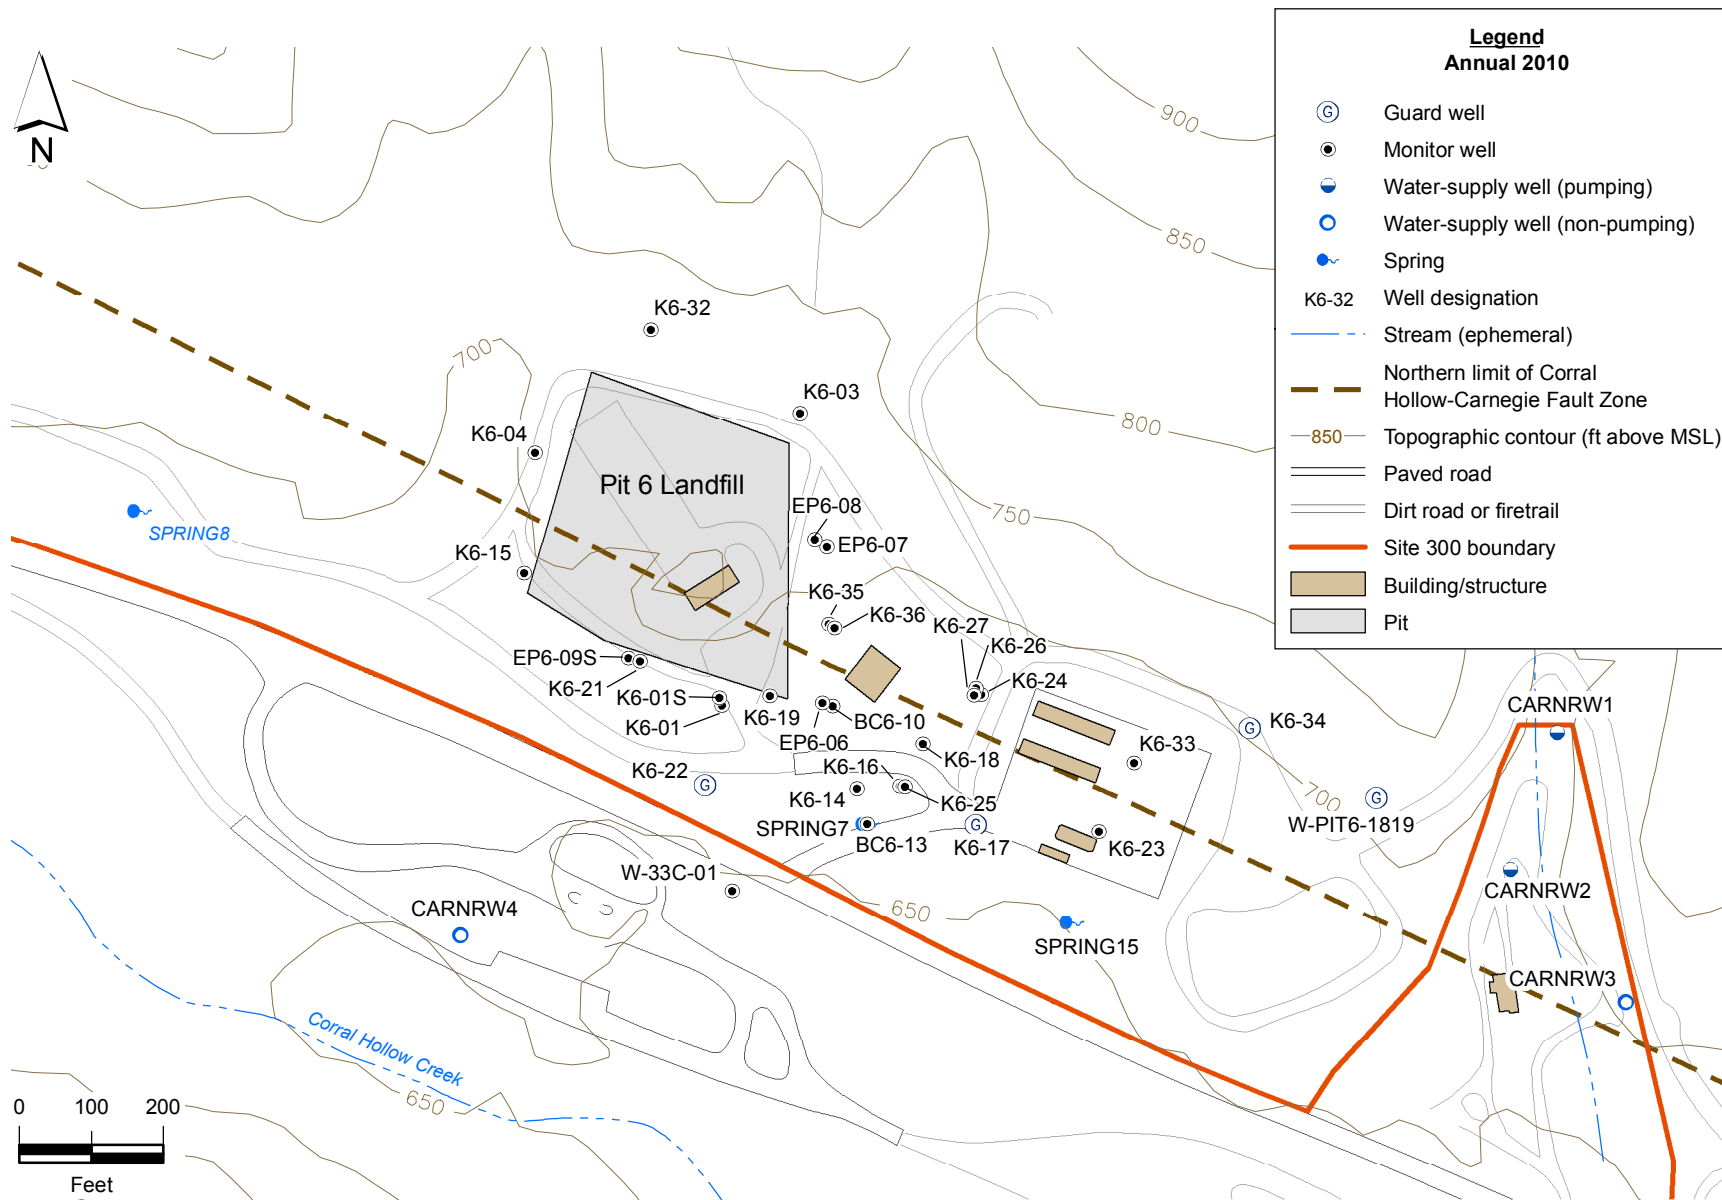 Legend
Annual 2010
Guard well
Monitor well
Water-supply well (pumping)
Water-supply well (non-pumping)
Spring
K6-32 Well designation
Stream (ephemeral)
Northern limit of Corral
Hollow-Carnegie Fault Zone
850 Topographic contour (ft above MSL)
Paved road
Dirt road or firetrail
Site 300 boundary
Building/structure
Pit
G
N
900
850
800
750
700
700
650
650
K6-32
K6-03
K6-04
Pit 6 Landfill
EP6-08
EP6-07
SPRING8
K6-15
K6-35
K6-36
K6-27
K6-26
K6-24
EP6-09S
K6-21
K6-01S
K6-01
K6-19
BC6-10
EP6-06
K6-18
K6-34
G
K6-33
CARNRW1
K6-22
G
K6-16
K6-14
K6-25
SPRING7
BC6-13
K6-17
G
K6-23
G
W-PIT6-1819
W-33C-01
CARNRW2
CARNRW4
SPRING15
CARNRW3
Corral Hollow Creek
0 100 200
Feet